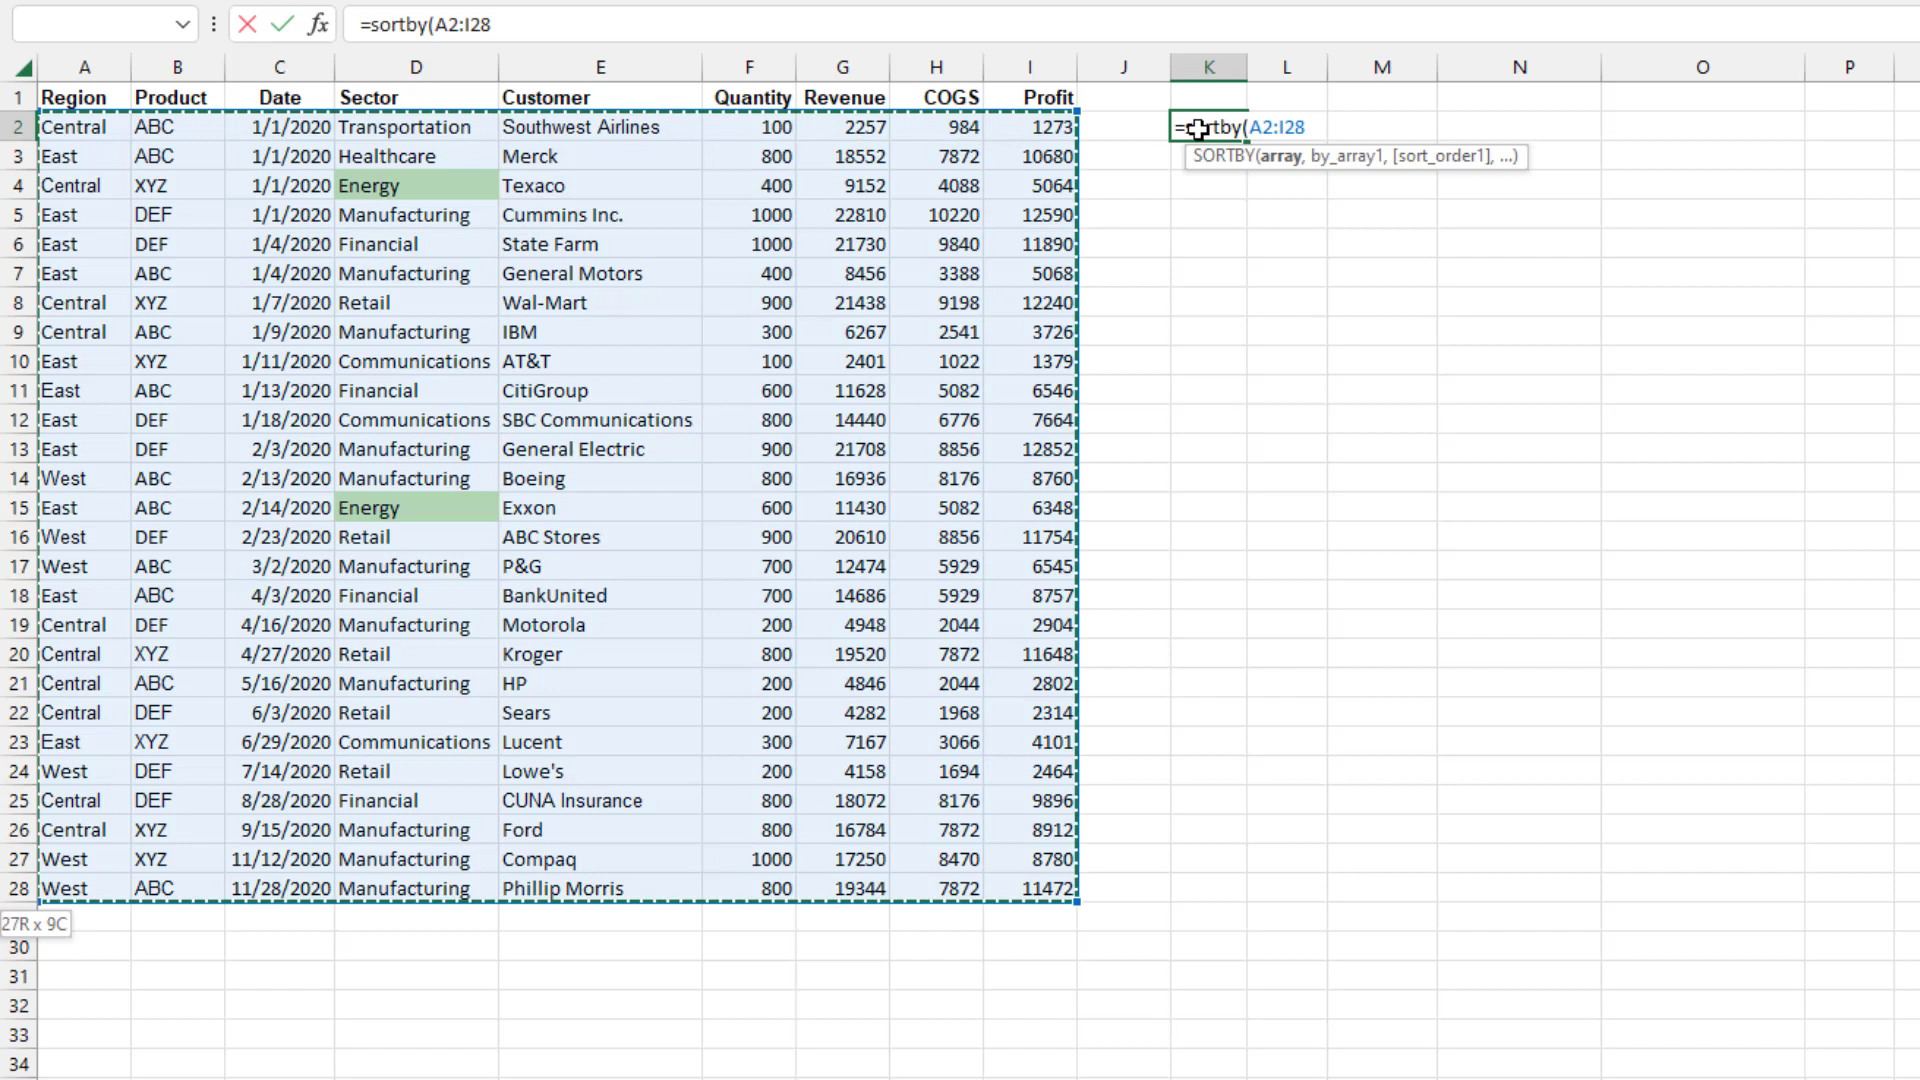 fx =sortby(A2:I28
A B C D E F G H I J K L M N O P
1 Region Product Date Sector Customer Quantity Revenue COGS Profit
2 Central ABC 1/1/2020 Transportation Southwest Airlines 100 2257 984 1273 =sortby(A2:I28
3 East ABC 1/1/2020 Healthcare Merck 800 18552 7872 10680 SORTBY(array, by_array1, [sort_order1], ...)
4 Central XYZ 1/1/2020 Energy Texaco 400 9152 4088 5064
5 East DEF 1/1/2020 Manufacturing Cummins Inc. 1000 22810 10220 12590
6 East DEF 1/4/2020 Financial State Farm 1000 21730 9840 11890
7 East ABC 1/4/2020 Manufacturing General Motors 400 8456 3388 5068
8 Central XYZ 1/7/2020 Retail Wal-Mart 900 21438 9198 12240
9 Central ABC 1/9/2020 Manufacturing IBM 300 6267 2541 3726
10 East XYZ 1/11/2020 Communications AT&T 100 2401 1022 1379
11 East ABC 1/13/2020 Financial CitiGroup 600 11628 5082 6546
12 East DEF 1/18/2020 Communications SBC Communications 800 14440 6776 7664
13 East DEF 2/3/2020 Manufacturing General Electric 900 21708 8856 12852
14 West ABC 2/13/2020 Manufacturing Boeing 800 16936 8176 8760
15 East ABC 2/14/2020 Energy Exxon 600 11430 5082 6348
16 West DEF 2/23/2020 Retail ABC Stores 900 20610 8856 11754
17 West ABC 3/2/2020 Manufacturing P&G 700 12474 5929 6545
18 East ABC 4/3/2020 Financial BankUnited 700 14686 5929 8757
19 Central DEF 4/16/2020 Manufacturing Motorola 200 4948 2044 2904
20 Central XYZ 4/27/2020 Retail Kroger 800 19520 7872 11648
21 Central ABC 5/16/2020 Manufacturing HP 200 4846 2044 2802
22 Central DEF 6/3/2020 Retail Sears 200 4282 1968 2314
23 East XYZ 6/29/2020 Communications Lucent 300 7167 3066 4101
24 West DEF 7/14/2020 Retail Lowe's 200 4158 1694 2464
25 Central DEF 8/28/2020 Financial CUNA Insurance 800 18072 8176 9896
26 Central XYZ 9/15/2020 Manufacturing Ford 800 16784 7872 8912
27 West XYZ 11/12/2020 Manufacturing Compaq 1000 17250 8470 8780
28 West ABC 11/28/2020 Manufacturing Phillip Morris 800 19344 7872 11472
27R x 9C
30
31
32
33
34